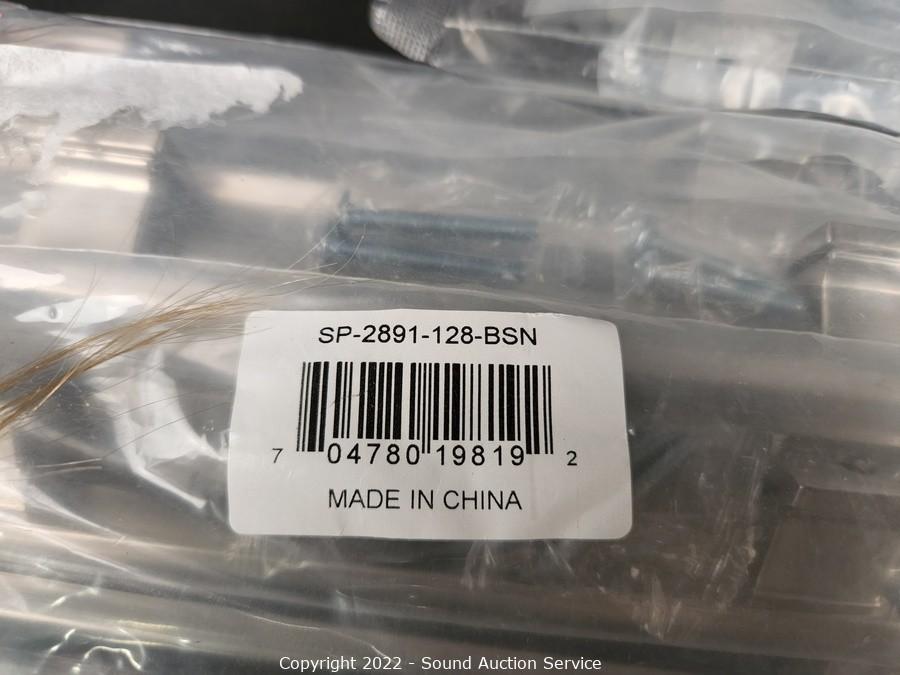 SP-2891-128-BSN
7 04780 19819 2
MADE IN CHINA
Copyright 2022 - Sound Auction Service